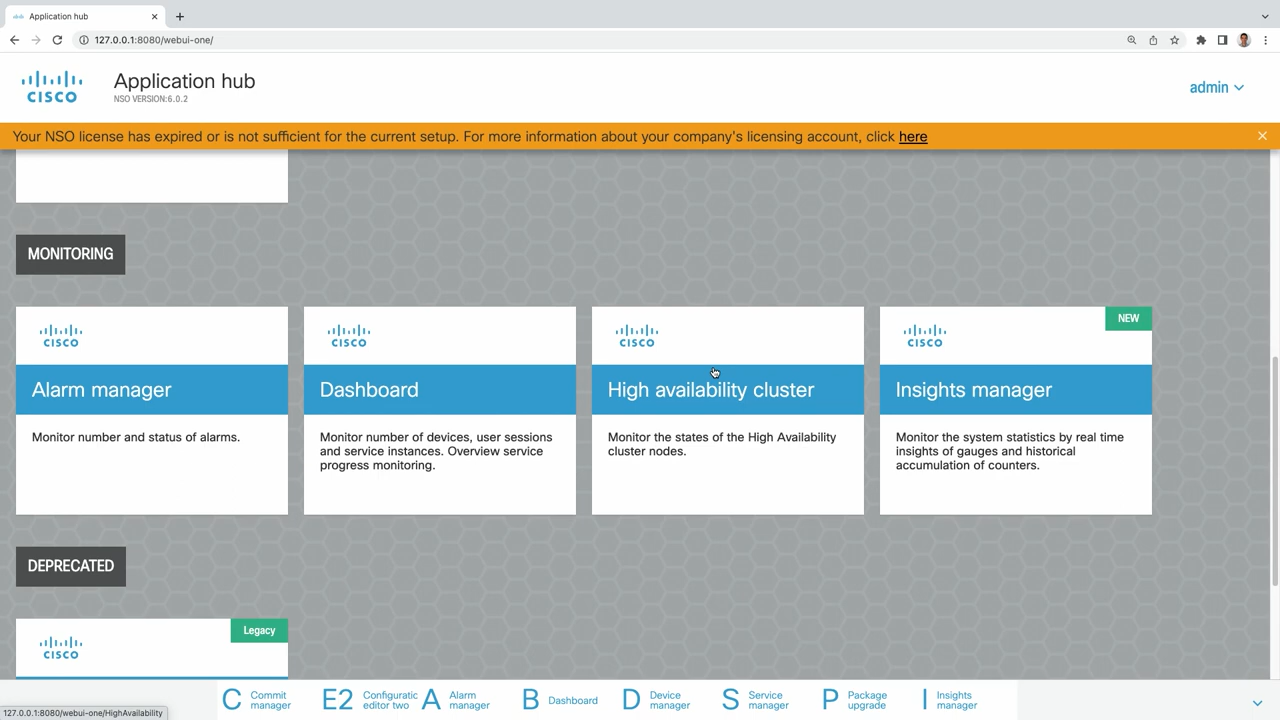 Application hub
127.0.0.1:8080/webui-one/
CISCO
Application hub
NSO VERSION:6.0.2
admin
Your NSO license has expired or is not sufficient for the current setup. For more information about your company's licensing account, click here
MONITORING
CISCO
Alarm manager
Monitor number and status of alarms.
CISCO
Dashboard
Monitor number of devices, user sessions
and service instances. Overview service
progress monitoring.
CISCO
High availability cluster
Monitor the states of the High Availability
cluster nodes.
NEW
CISCO
Insights manager
Monitor the system statistics by real time
insights of gauges and historical
accumulation of counters.
DEPRECATED
Legacy
CISCO
C Commit
manager
E2 Configuratic
editor two
A Alarm
manager
B Dashboard
D Device
manager
S Service
manager
P Package
upgrade
I Insights
manager
127.0.0.1:8080/webui-one/HighAvailability